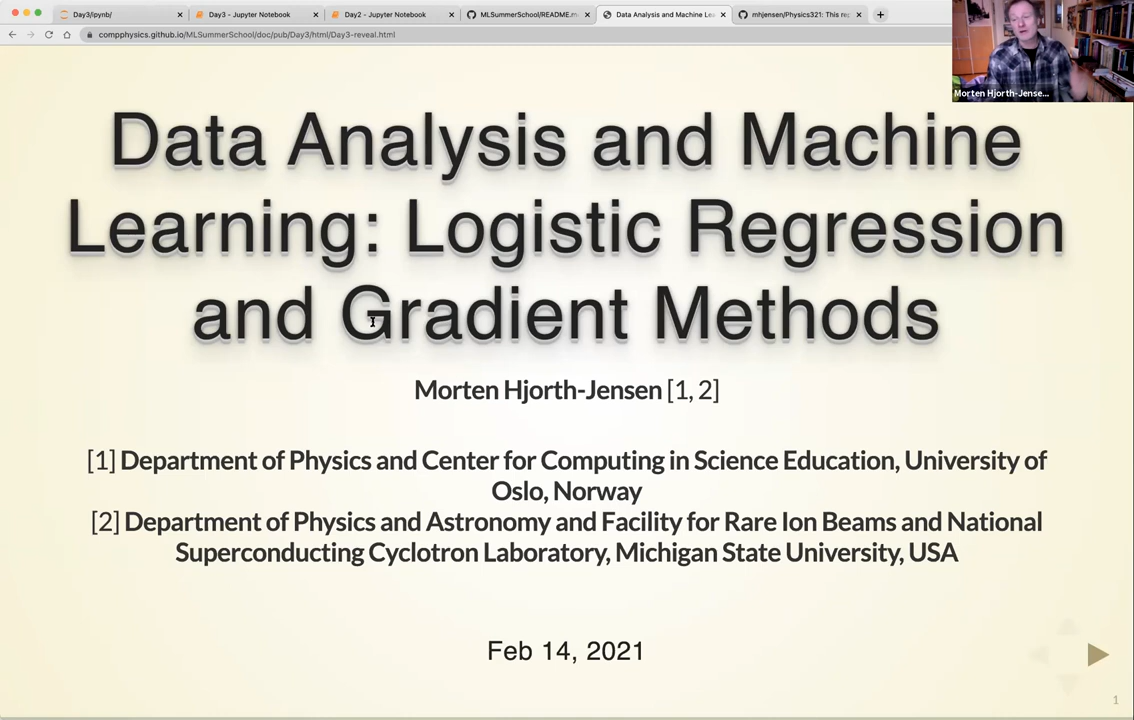 Day3/ipynb/
Day3 - Jupyter Notebook
Day2 - Jupyter Notebook
MLSummerSchool/README.m
Data Analysis and Machine Le
mhjensen/Physics321: This re
compphysics.github.io/MLSummerSchool/doc/pub/Day3/html/Day3-reveal.html
Morten Hjorth-Jense...
Data Analysis and Machine
Learning: Logistic Regression
and Gradient Methods
Morten Hjorth-Jensen [1, 2]
[1] Department of Physics and Center for Computing in Science Education, University of
Oslo, Norway
[2] Department of Physics and Astronomy and Facility for Rare Ion Beams and National
Superconducting Cyclotron Laboratory, Michigan State University, USA
Feb 14, 2021
1